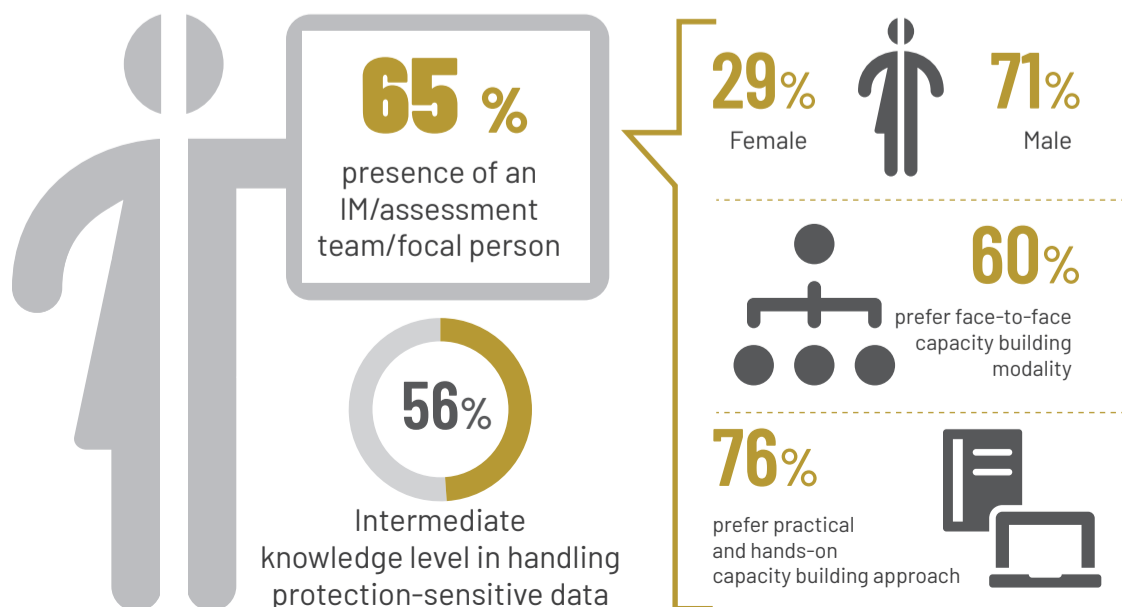 65 %
presence of an
IM/assessment
team/focal person
56%
Intermediate
knowledge level in handling
protection-sensitive data
29%
Female
71%
Male
60%
prefer face-to-face
capacity building
modality
76%
prefer practical
and hands-on
capacity building approach